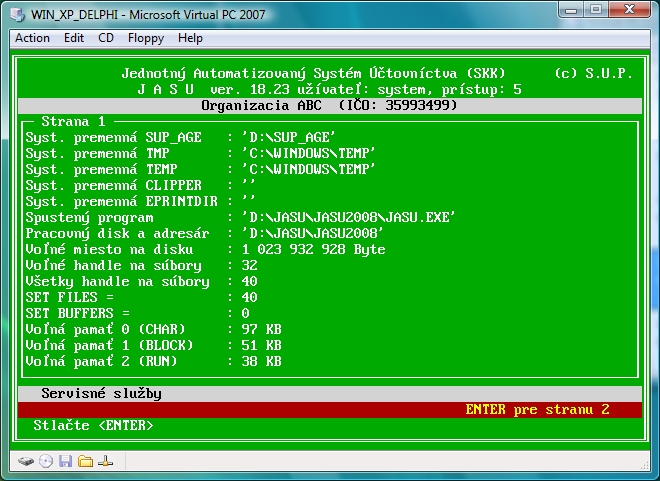 WIN_XP_DELPHI - Microsoft Virtual PC 2007
Action Edit CD Floppy Help
Jednotný Automatizovaný Systém Účtovníctva (SKK) (c) S.U.P.
J A S U ver. 18.23 užívateľ: system, prístup: 5
Organizacia ABC (IČO: 35993499)
Strana 1
Syst. premenná SUP_AGE : 'D:\SUP_AGE'
Syst. premenná TMP : 'C:\WINDOWS\TEMP'
Syst. premenná TEMP : 'C:\WINDOWS\TEMP'
Syst. premenná CLIPPER : ''
Syst. premenná EPRINTDIR : ''
Spustený program : 'D:\JASU\JASU2008\JASU.EXE'
Pracovný disk a adresár : 'D:\JASU\JASU2008'
Voľné miesto na disku : 1 023 932 928 Byte
Voľné handle na súbory : 32
Všetky handle na súbory : 40
SET FILES = : 40
SET BUFFERS = : 0
Voľná pamať 0 (CHAR) : 97 KB
Voľná pamať 1 (BLOCK) : 51 KB
Voľná pamať 2 (RUN) : 38 KB
Servisné služby
ENTER pre stranu 2
Stlačte <ENTER>